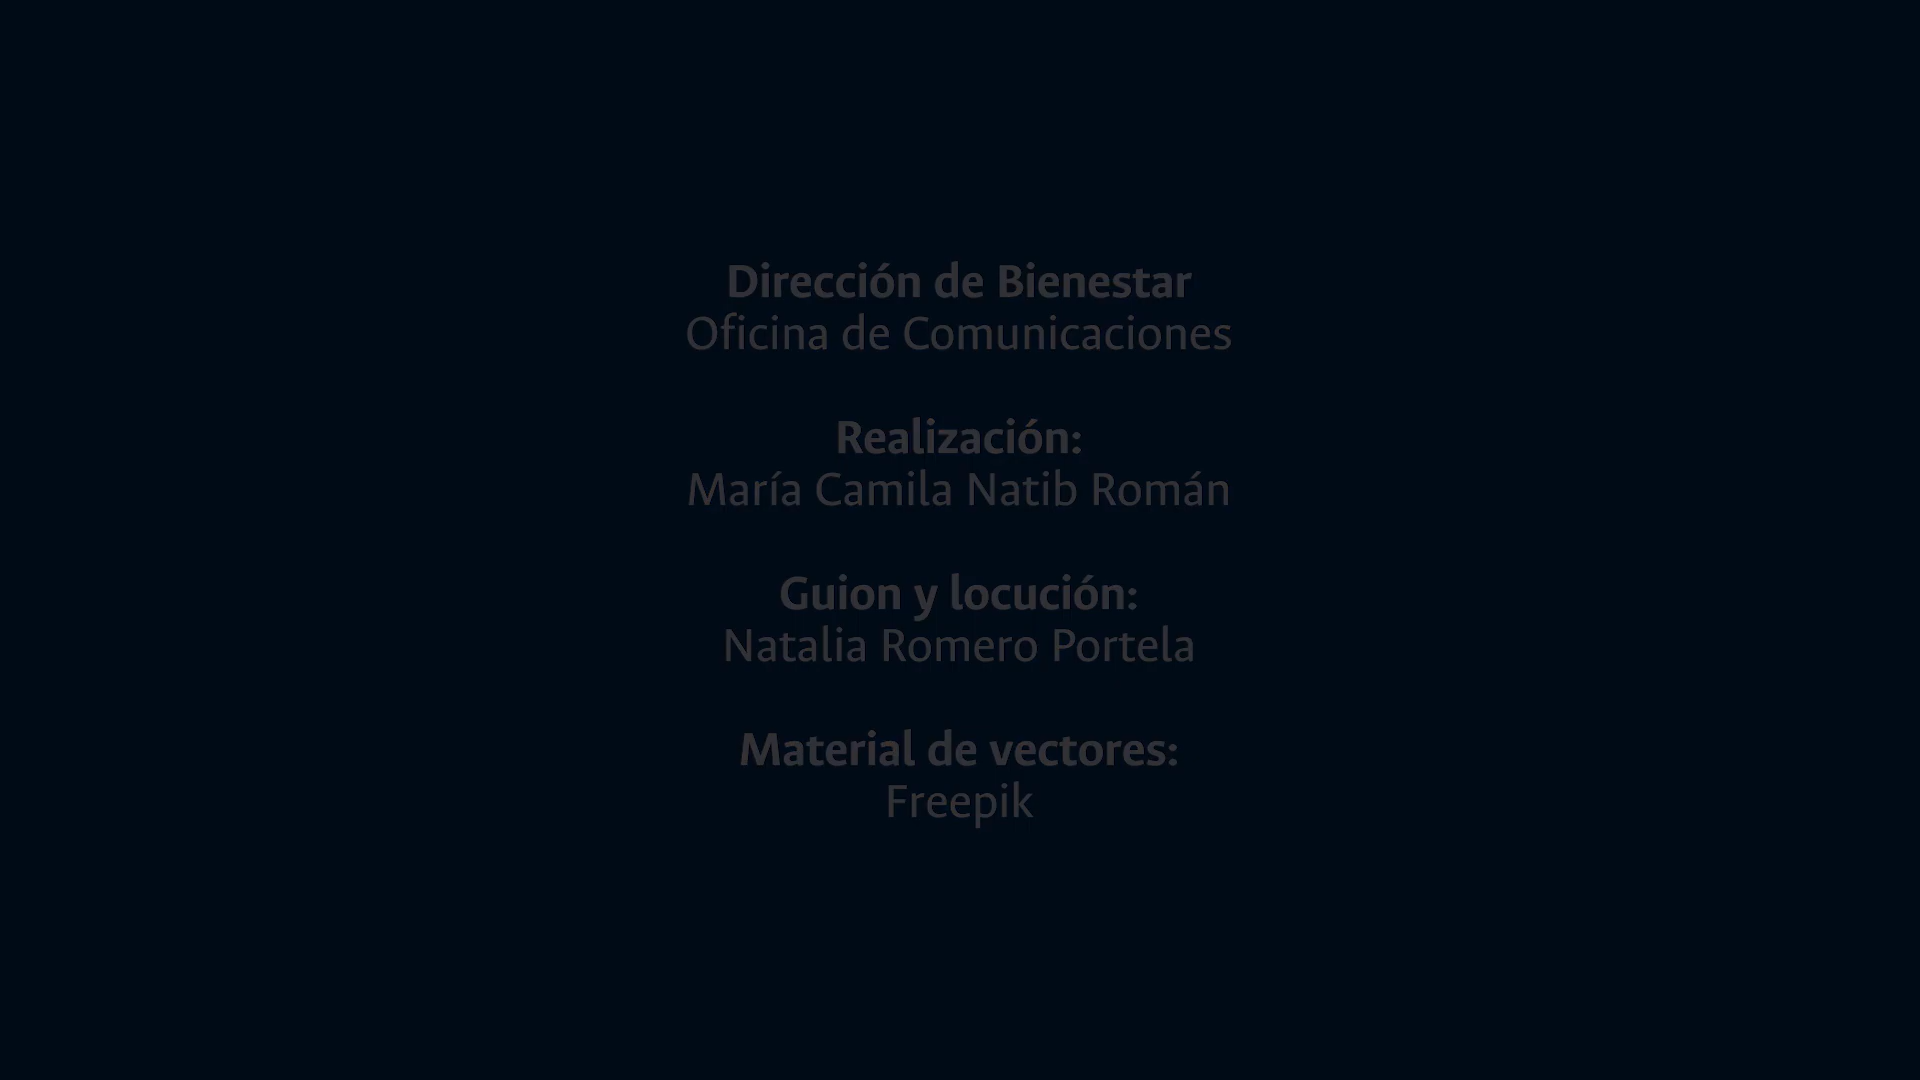 Dirección de Bienestar
Oficina de Comunicaciones
Realización:
María Camila Natib Román
Guion y locución:
Natalia Romero Portela
Material de vectores:
Freepik